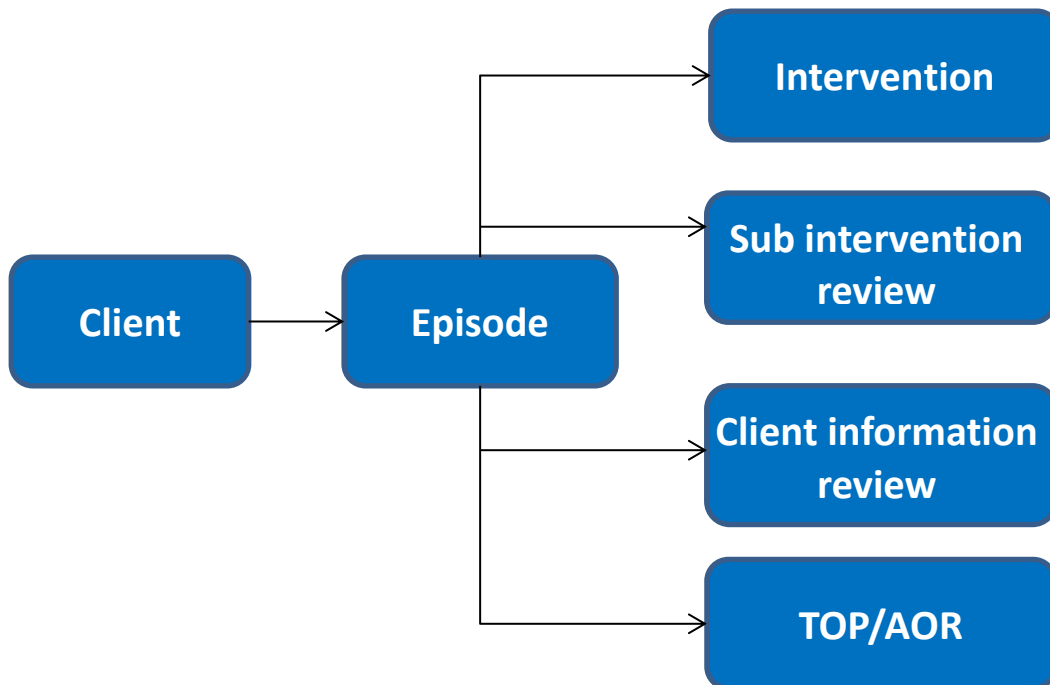 Client
Episode
Intervention
Sub intervention
review
Client information
review
TOP/AOR